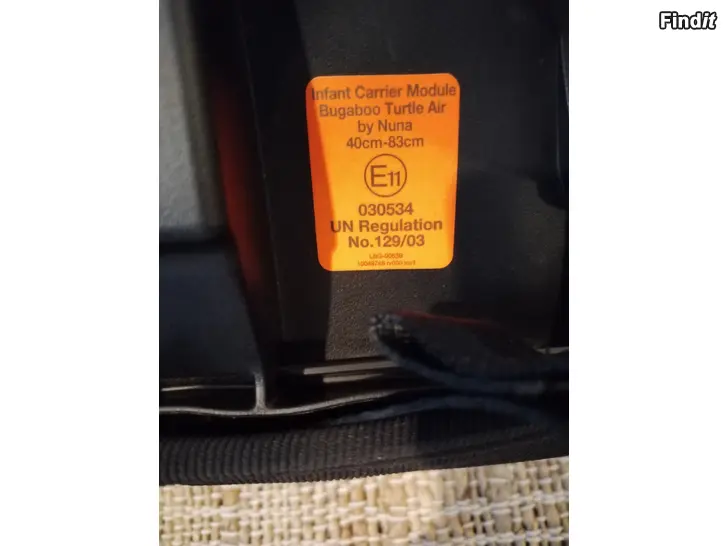 Findit
Infant Carrier Module
Bugaboo Turtle Air
by Nuna
40cm-83cm
E11
030534
UN Regulation
No.129/03